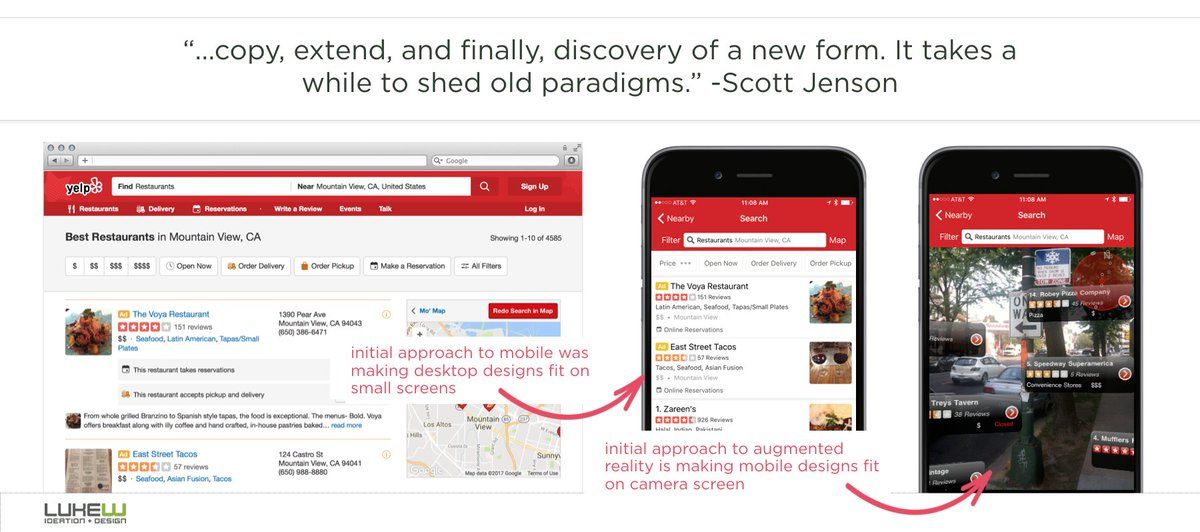 “...copy, extend, and finally, discovery of a new form. It takes a
while to shed old paradigms.” -Scott Jenson
Google
yelp
Find Restaurants
Near Mountain View, CA, United States
Sign Up
Restaurants
Delivery
Reservations
Write a Review
Events
Talk
Log In
Best Restaurants in Mountain View, CA
Showing 1-10 of 4585
$ $$ $$$ $$$$
Open Now
Order Delivery
Order Pickup
Make a Reservation
All Filters
Ad The Voya Restaurant
151 reviews
$$ · Seafood, Latin American, Tapas/Small
Plates
1390 Pear Ave
Mountain View, CA 94043
(650) 386-6471
This restaurant takes reservations
This restaurant accepts pickup and delivery
From whole grilled Branzino to Spanish style tapas, the food is exceptional. The menus- Bold. Voya
offers breakfast along with illy coffee and hand crafted, in-house pastries baked... read more
Ad East Street Tacos
57 reviews
$$ · Seafood, Asian Fusion, Tacos
124 Castro St
Mountain View, CA 94041
(650) 988-8880
Mo' Map
Redo Search in Map
Mountain
View
Los Altos
Sunny
Google
Map data ©2017 Google
Terms of Use
initial approach to mobile was
making desktop designs fit on
small screens
AT&T
11:08 AM
Nearby
Search
Filter
Restaurants Mountain View, CA
Map
Price
Open Now
Order Delivery
Order Pickup
Ad The Voya Restaurant
151 Reviews
Latin American, Seafood, Tapas/Small Plates
$$ · Mountain View
Online Reservations
Ad East Street Tacos
57 Reviews
Tacos, Seafood, Asian Fusion
$$ · Mountain View
Online Reservations
1. Zareen's
926 Reviews
Halal, Indian, Pakistani
initial approach to augmented
reality is making mobile designs fit
on camera screen
AT&T
11:08 AM
Nearby
Search
Filter
Restaurants Mountain View, CA
Map
TOW ZONE
14. Robey Pizza Company
45 Reviews
Pizza
Reviews
5. Speedway Superamerica
5 Reviews
Convenience Stores $$$
Treys Tavern
38 Reviews
$ Closed
4. Mufflers
Reviews
LUKEW
IDEATION + DESIGN